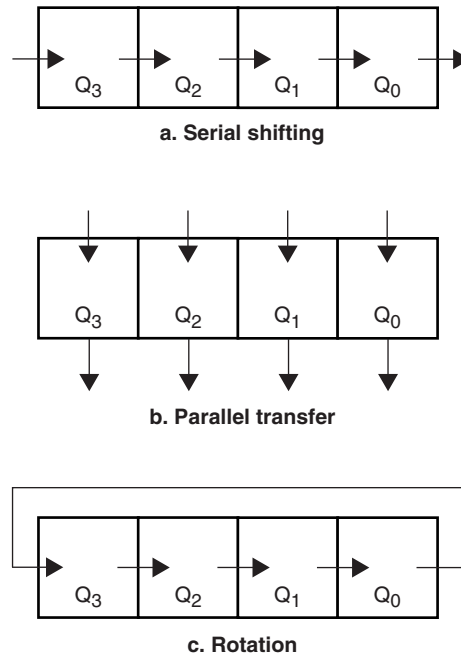 Q3 Q2 Q1 Q0
a. Serial shifting
Q3 Q2 Q1 Q0
b. Parallel transfer
Q3 Q2 Q1 Q0
c. Rotation